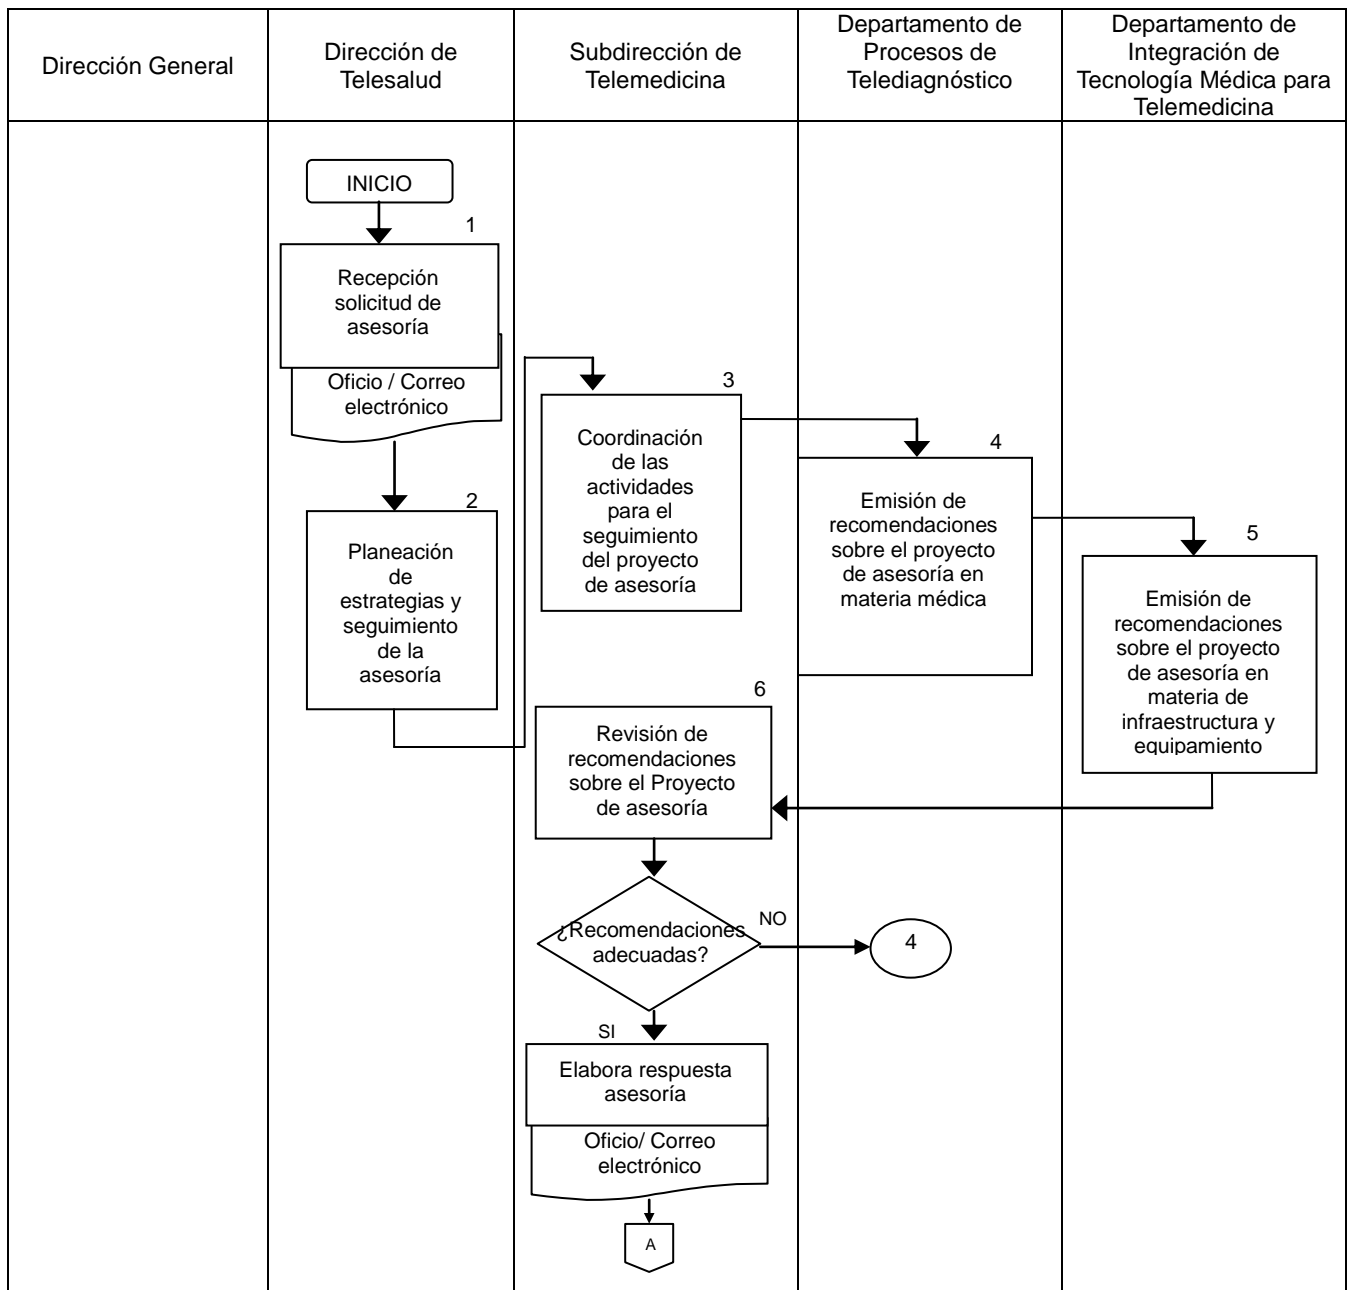 Dirección General
Dirección de
Telesalud
Subdirección de
Telemedicina
Departamento de
Procesos de
Telediagnóstico
Departamento de
Integración de
Tecnología Médica para
Telemedicina
INICIO
1
Recepción
solicitud de
asesoría
Oficio / Correo
electrónico
2
Planeación
de
estrategias y
seguimiento
de la
asesoría
3
Coordinación
de las
actividades
para el
seguimiento
del proyecto
de asesoría
4
Emisión de
recomendaciones
sobre el proyecto
de asesoría en
materia médica
5
Emisión de
recomendaciones
sobre el proyecto
de asesoría en
materia de
infraestructura y
equipamiento
6
Revisión de
recomendaciones
sobre el Proyecto
de asesoría
¿Recomendaciones
adecuadas?
NO
4
SI
Elabora respuesta
asesoría
Oficio/ Correo
electrónico
A